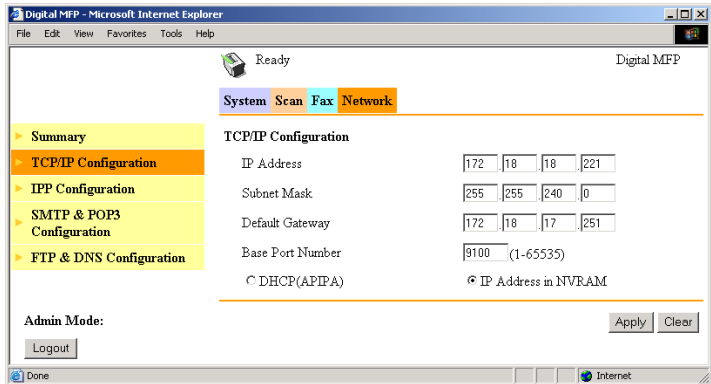 Digital MFP - Microsoft Internet Explorer
File Edit View Favorites Tools Help
Ready
Digital MFP
System Scan Fax Network
Summary
TCP/IP Configuration
IPP Configuration
SMTP & POP3
Configuration
FTP & DNS Configuration
TCP/IP Configuration
IP Address 172 .18 .18 .221
Subnet Mask 255 .255 .240 .0
Default Gateway 172 .18 .17 .251
Base Port Number 9100 (1-65535)
DHCP(APIPA) IP Address in NVRAM
Admin Mode:
Logout
Apply Clear
Done Internet